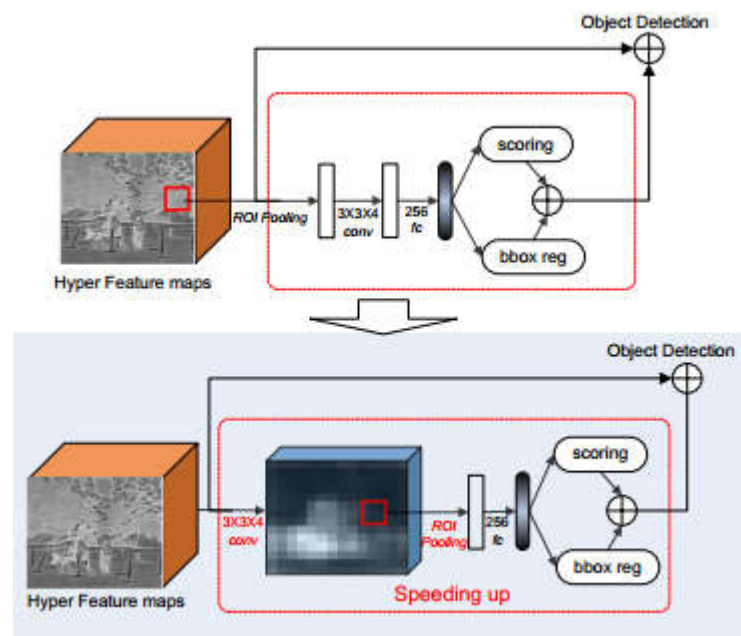 Object Detection
scoring
ROI Pooling
3X3X4
conv
256
fc
bbox reg
Hyper Feature maps
Object Detection
scoring
3X3X4
conv
ROI
Pooling
256
fc
bbox reg
Speeding up
Hyper Feature maps